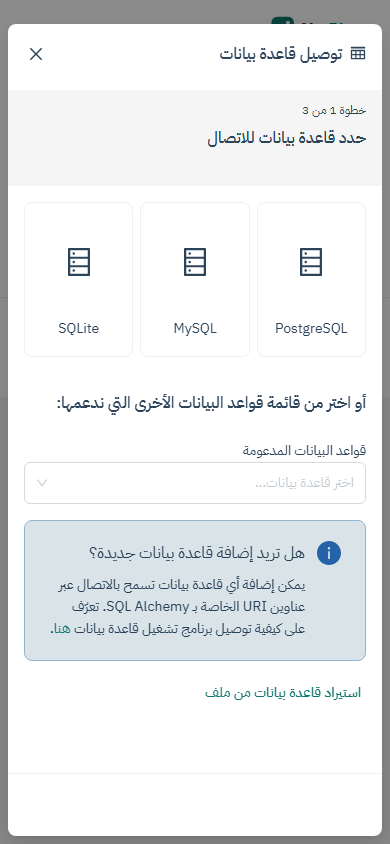 توصيل قاعدة بيانات
خطوة 1 من 3
حدد قاعدة بيانات للاتصال
PostgreSQL
MySQL
SQLite
أو اختر من قائمة قواعد البيانات الأخرى التي ندعمها:
قواعد البيانات المدعومة
اختر قاعدة بيانات...
هل تريد إضافة قاعدة بيانات جديدة؟
يمكن إضافة أي قاعدة بيانات تسمح بالاتصال عبر
عناوين URI الخاصة بـ SQL Alchemy. تعرّف
على كيفية توصيل برنامج تشغيل قاعدة بيانات هنا.
استيراد قاعدة بيانات من ملف